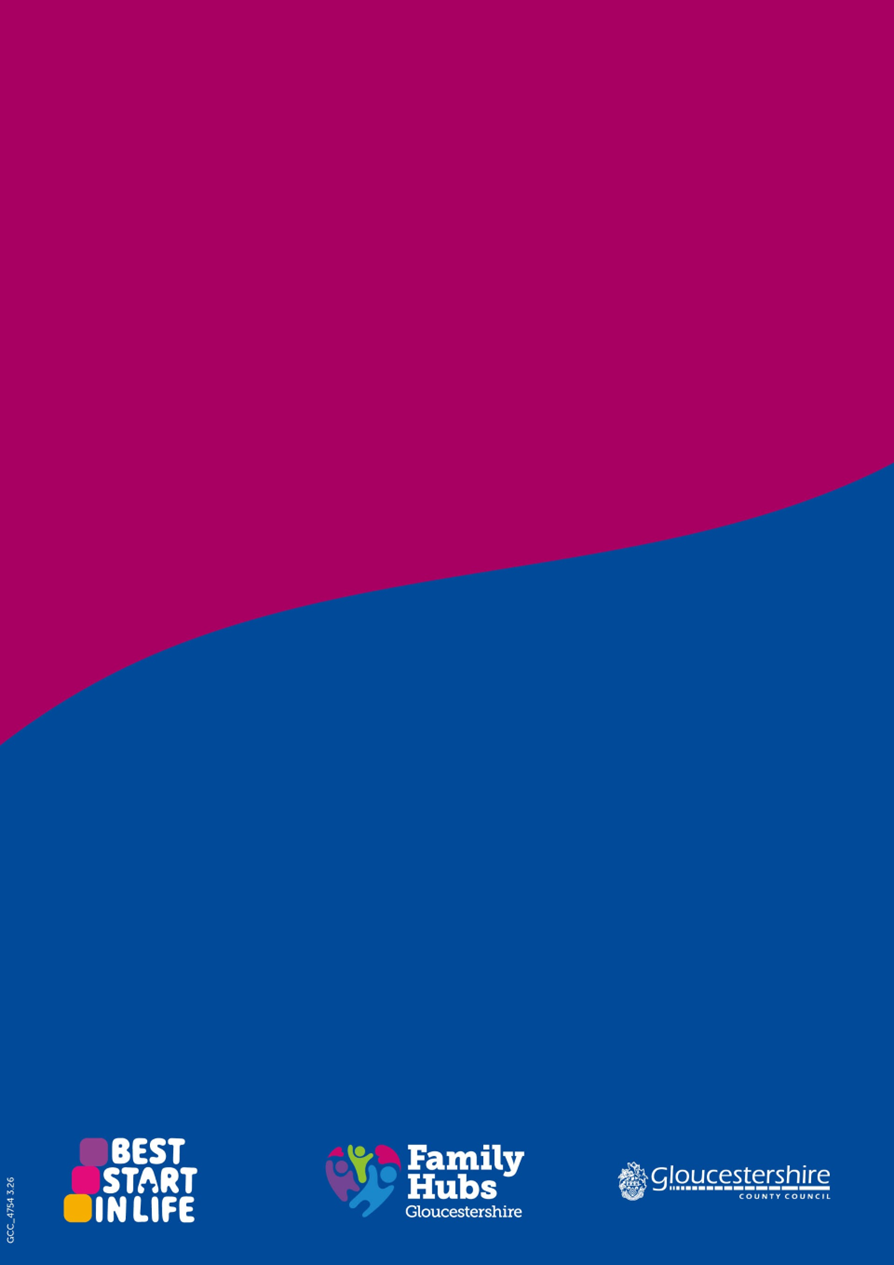 BEST
START
IN LIFE
Family
Hubs
Gloucestershire
Gloucestershire
COUNTY COUNCIL
GCC_4754 3.26